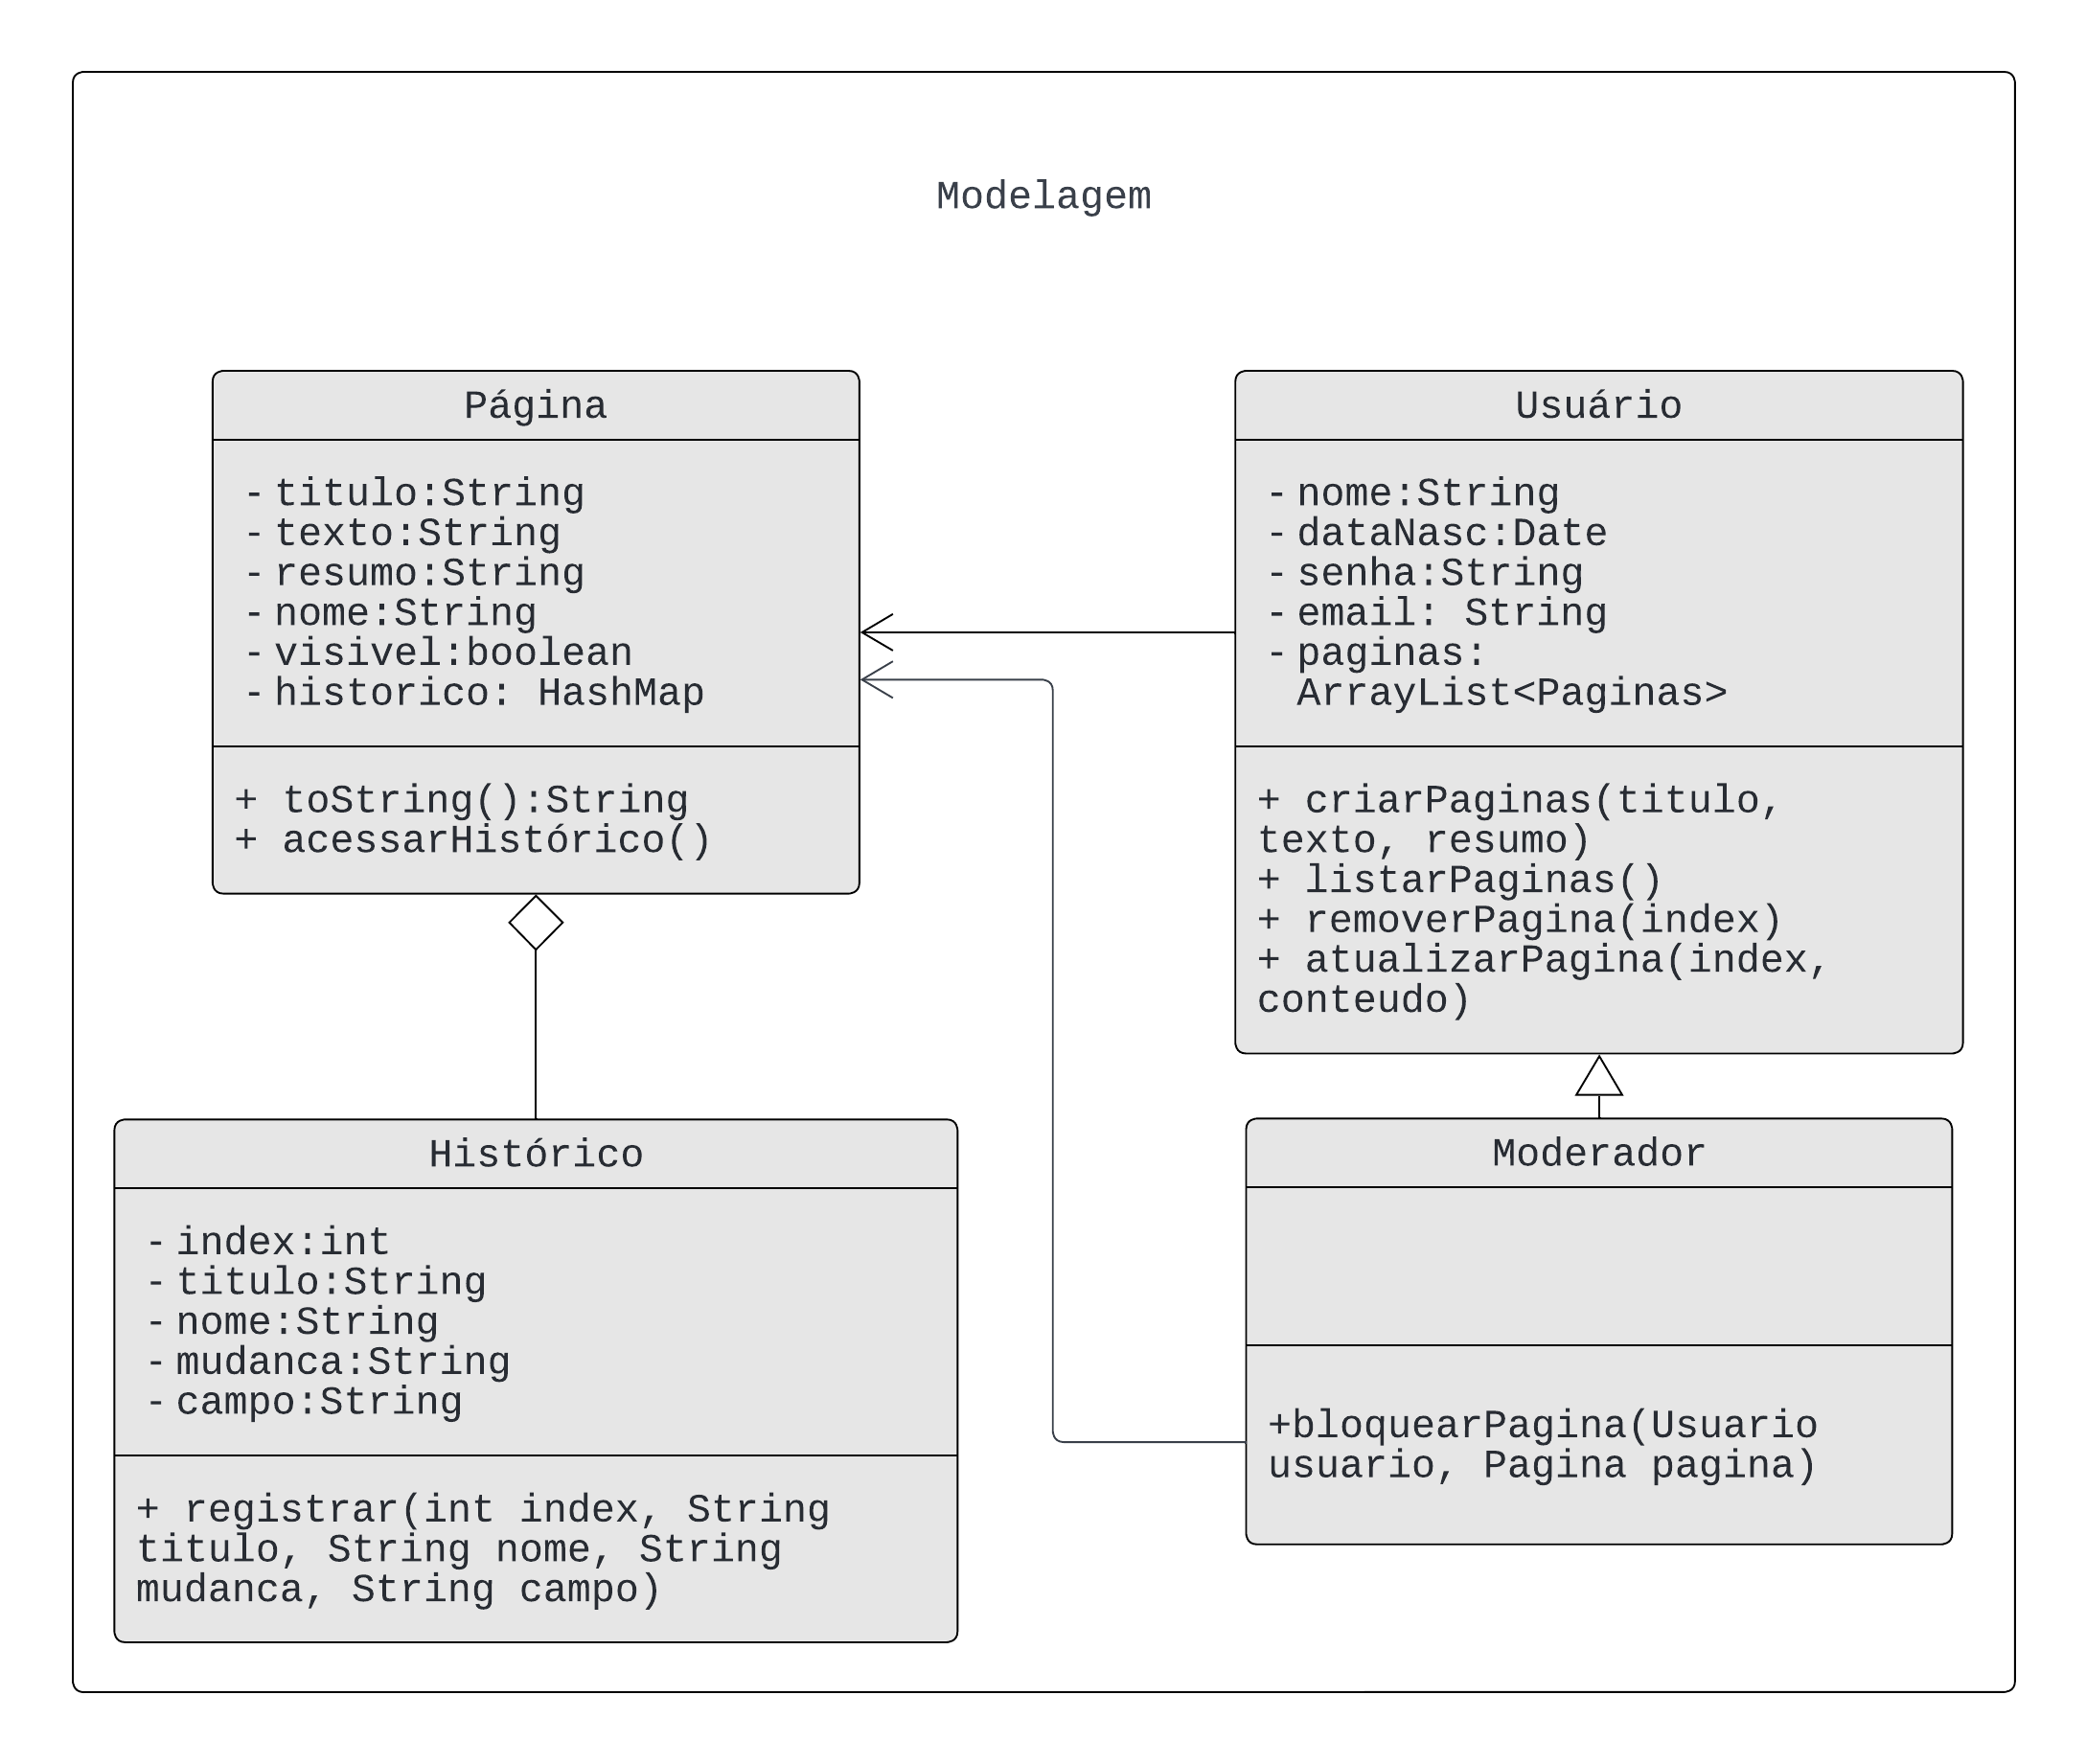 Modelagem
Página
- titulo:String
- texto:String
- resumo:String
- nome:String
- visivel:boolean
- historico: HashMap
+ toString():String
+ acessarHistórico()
Usuário
- nome:String
- dataNasc:Date
- senha:String
- email: String
- paginas:
ArrayList<Paginas>
+ criarPaginas(titulo,
texto, resumo)
+ listarPaginas()
+ removerPagina(index)
+ atualizarPagina(index,
conteudo)
Histórico
- index:int
- titulo:String
- nome:String
- mudanca:String
- campo:String
+ registrar(int index, String
titulo, String nome, String
mudanca, String campo)
Moderador
+bloquearPagina(Usuario
usuario, Pagina pagina)